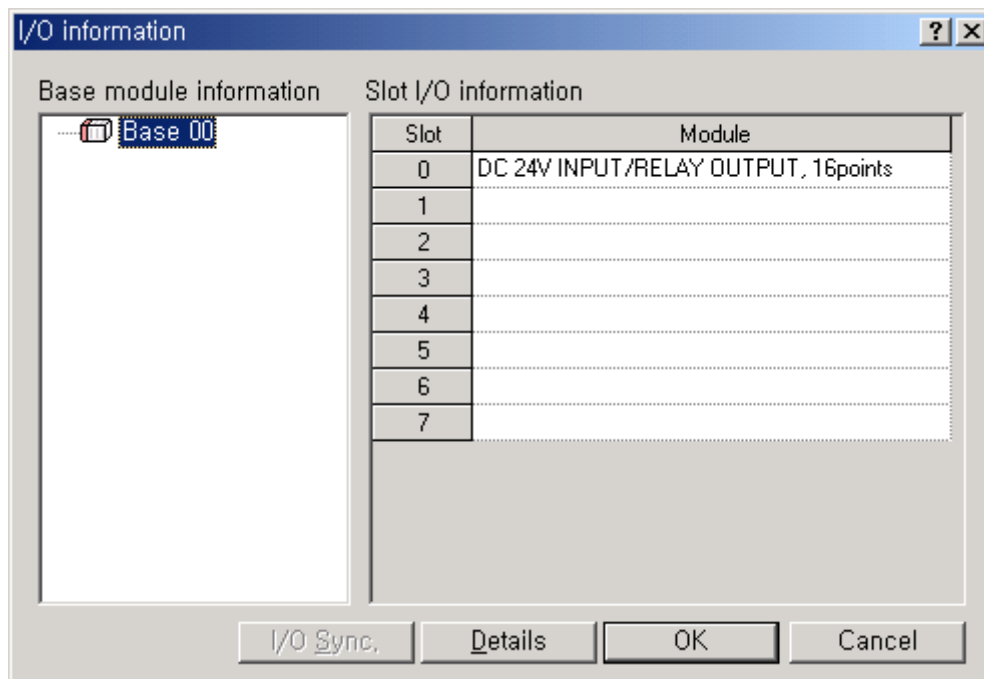 I/O information
Base module information
Slot I/O information
Base 00
Slot Module
0 DC 24V INPUT/RELAY OUTPUT, 16points
1
2
3
4
5
6
7
I/O Sync,
Details
OK
Cancel